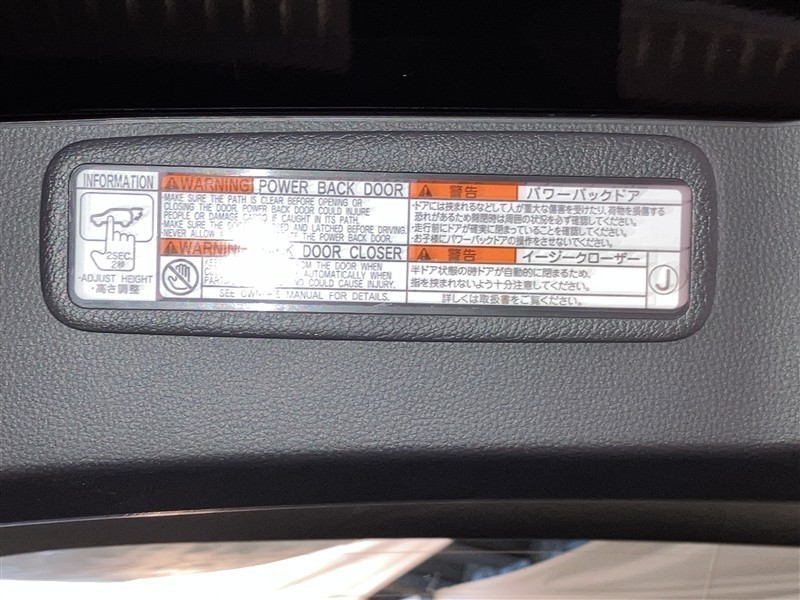 INFORMATION
2SEC.
2秒
・ADJUST HEIGHT
・高さ調整
WARNING POWER BACK DOOR
・MAKE SURE THE PATH IS CLEAR BEFORE OPENING OR
CLOSING THE DOOR. POWER BACK DOOR COULD INJURE
PEOPLE OR DAMAGE CARGO IF CAUGHT IN ITS PATH.
・MAKE SURE AND LATCHED BEFORE DRIVING.
・NEVER ALLOW THE POWER BACK DOOR.
WARNING DOOR CLOSER
FROM THE DOOR WHEN
AUTOMATICALLY WHEN
COULD CAUSE INJURY.
SEE MANUAL FOR DETAILS.
警告 パワーバックドア
・ドアには挟まれるなどして人が重大な傷害を受けたり、荷物を損傷する
恐れがあるため開閉時は周囲の状況を必ず確認してください。
・走行前にドアが確実に閉まっていることを確認してください。
・お子様にパワーバックドアの操作をさせないでください。
警告 イージークローザー
半ドア状態の時ドアが自動的に閉まるため、
指を挟まれないよう十分注意してください。
詳しくは取扱書をご覧ください。
J